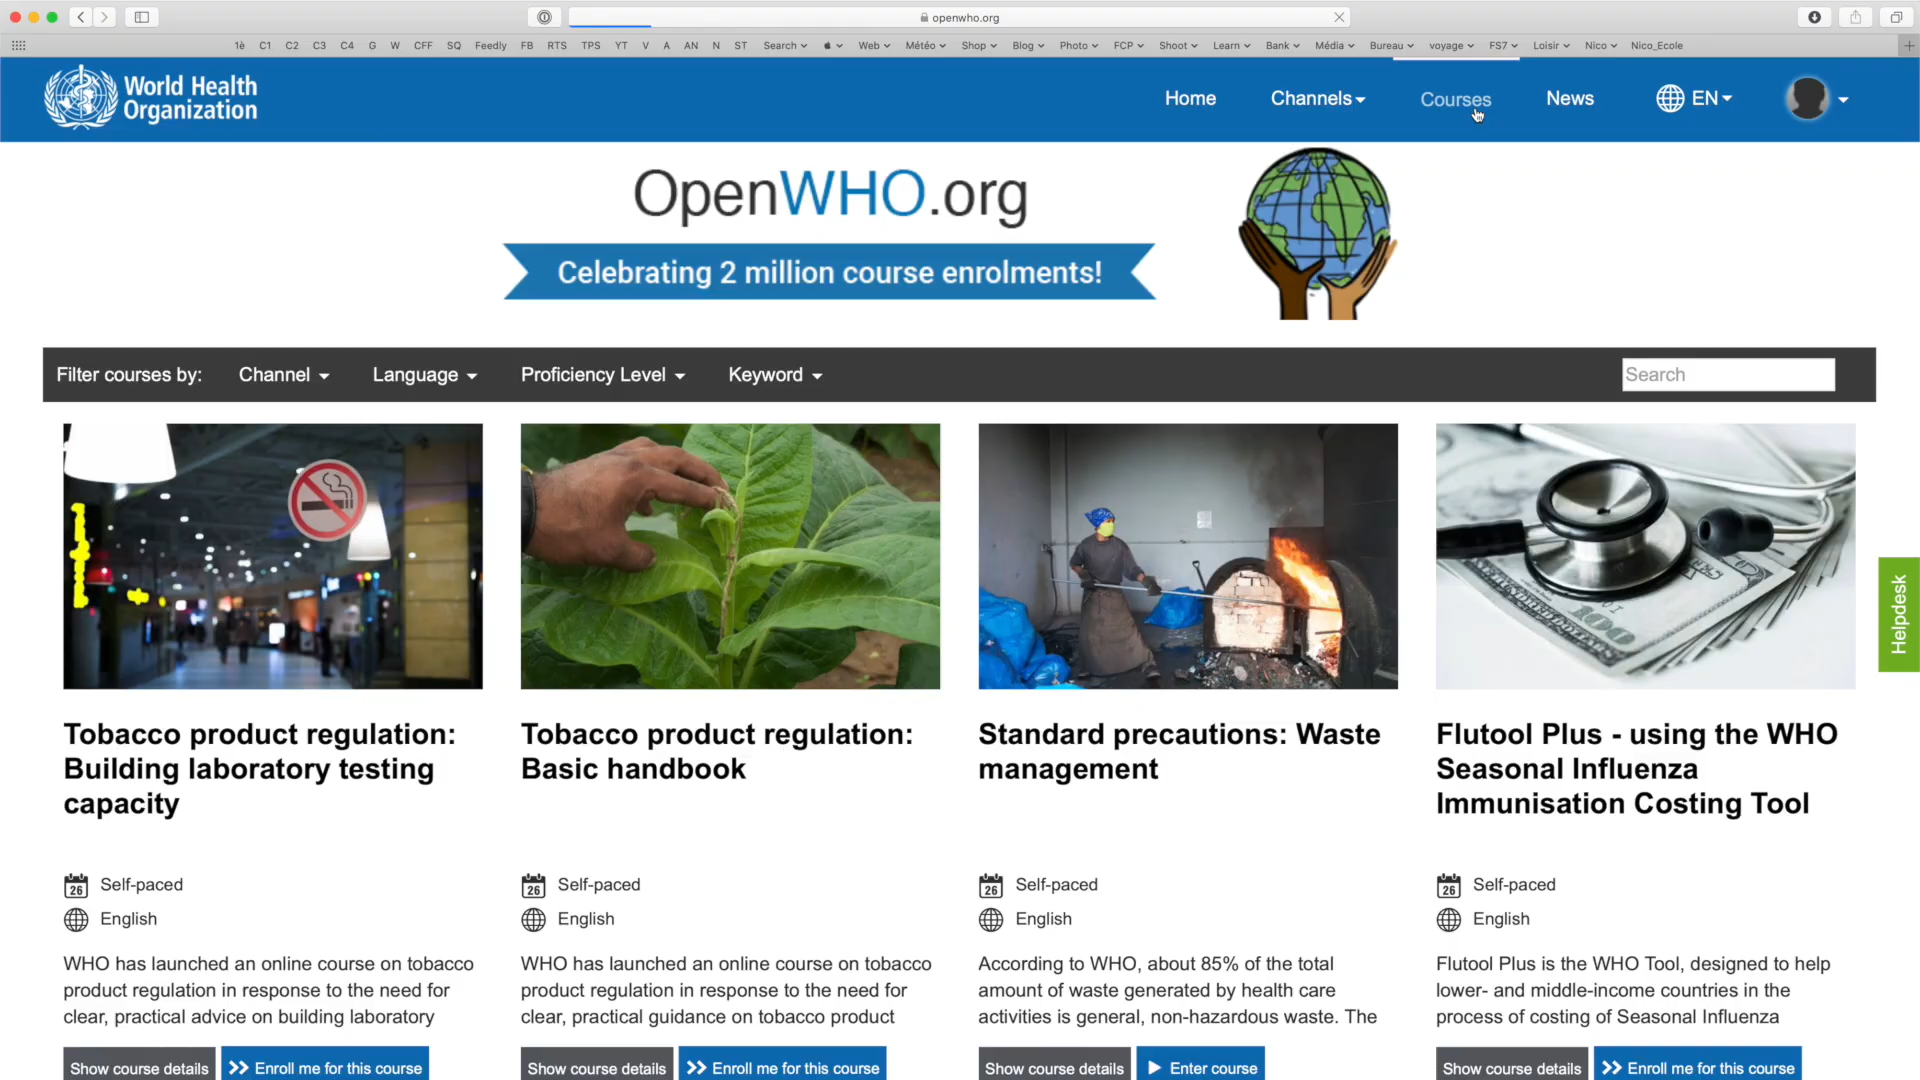 openwho.org
1è C1 C2 C3 C4 G W CFF SQ Feedly FB RTS TPS YT V A AN N ST Search Web Météo Shop Blog Photo FCP Shoot Learn Bank Média Bureau voyage FS7 Loisir Nico Nico_Ecole
World Health
Organization
Home Channels Courses News EN
OpenWHO.org
Celebrating 2 million course enrolments!
Filter courses by: Channel Language Proficiency Level Keyword Search
100
Helpdesk
Tobacco product regulation:
Building laboratory testing
capacity
26 Self-paced
English
WHO has launched an online course on tobacco
product regulation in response to the need for
clear, practical advice on building laboratory
Show course details Enroll me for this course
Tobacco product regulation:
Basic handbook
26 Self-paced
English
WHO has launched an online course on tobacco
product regulation in response to the need for
clear, practical guidance on tobacco product
Show course details Enroll me for this course
Standard precautions: Waste
management
26 Self-paced
English
According to WHO, about 85% of the total
amount of waste generated by health care
activities is general, non-hazardous waste. The
Show course details Enter course
Flutool Plus - using the WHO
Seasonal Influenza
Immunisation Costing Tool
26 Self-paced
English
Flutool Plus is the WHO Tool, designed to help
lower- and middle-income countries in the
process of costing of Seasonal Influenza
Show course details Enroll me for this course